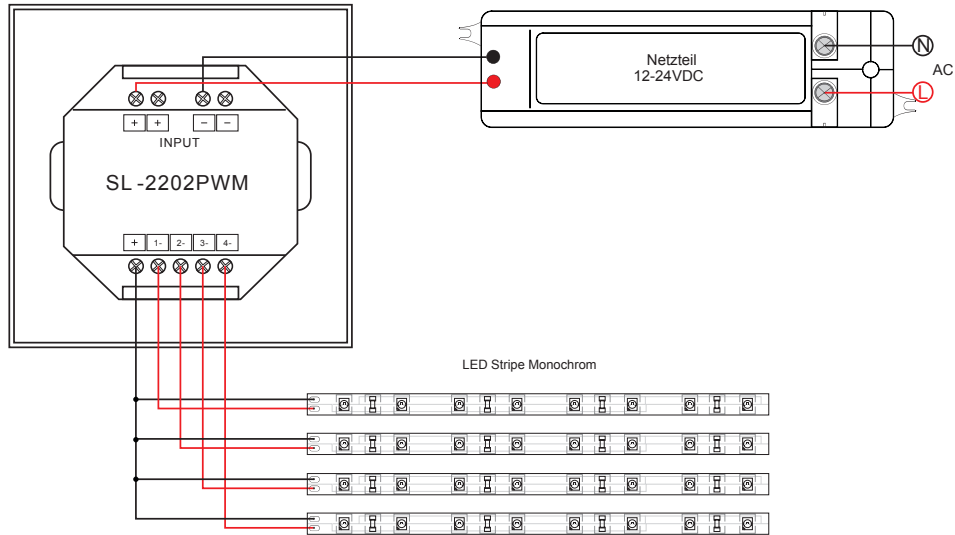 Netzteil
12-24VDC
N
AC
L
+ + − −
INPUT
SL -2202PWM
+ 1- 2- 3- 4-
LED Stripe Monochrom